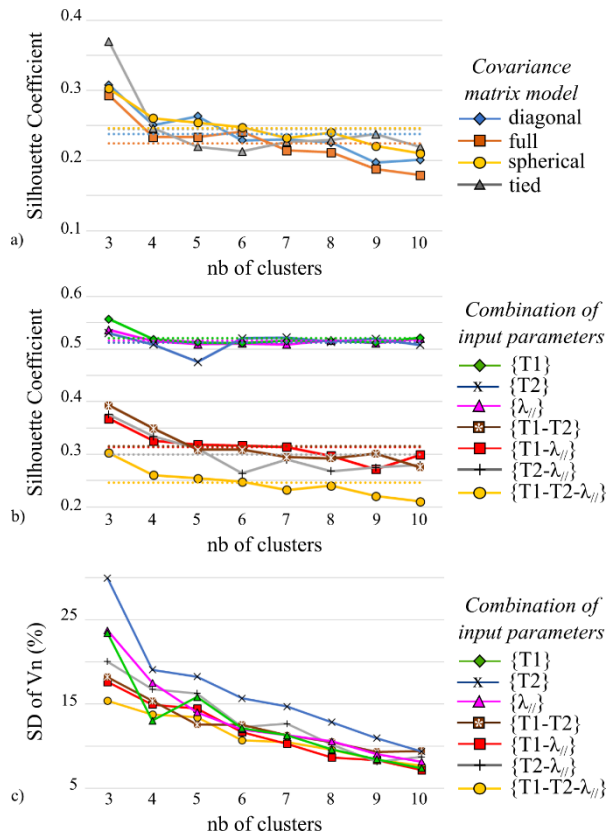 0.4
0.3
0.2
0.1
Silhouette Coefficient
3 4 5 6 7 8 9 10
nb of clusters
a)
Covariance
matrix model
diagonal
full
spherical
tied
0.6
0.5
0.4
0.3
0.2
Silhouette Coefficient
3 4 5 6 7 8 9 10
nb of clusters
b)
Combination of
input parameters
{T1}
{T2}
{λ//}
{T1-T2}
{T1-λ//}
{T2-λ//}
{T1-T2-λ//}
25
15
5
SD of Vn (%)
3 4 5 6 7 8 9 10
nb of clusters
c)
Combination of
input parameters
{T1}
{T2}
{λ//}
{T1-T2}
{T1-λ//}
{T2-λ//}
{T1-T2-λ//}